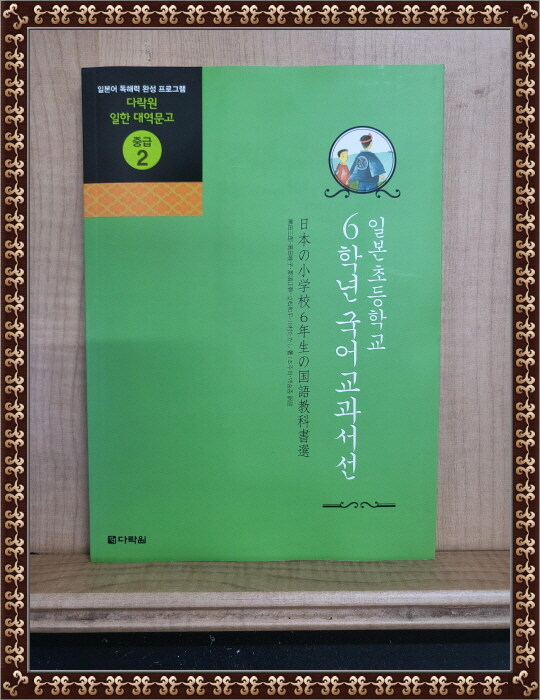 일본어 독해력 완성 프로그램
다락원
일한 대역문고
중급
2
일본 초등학교
6학년 국어교과서선
日本の小学校6年生の国語教科書選
다락원